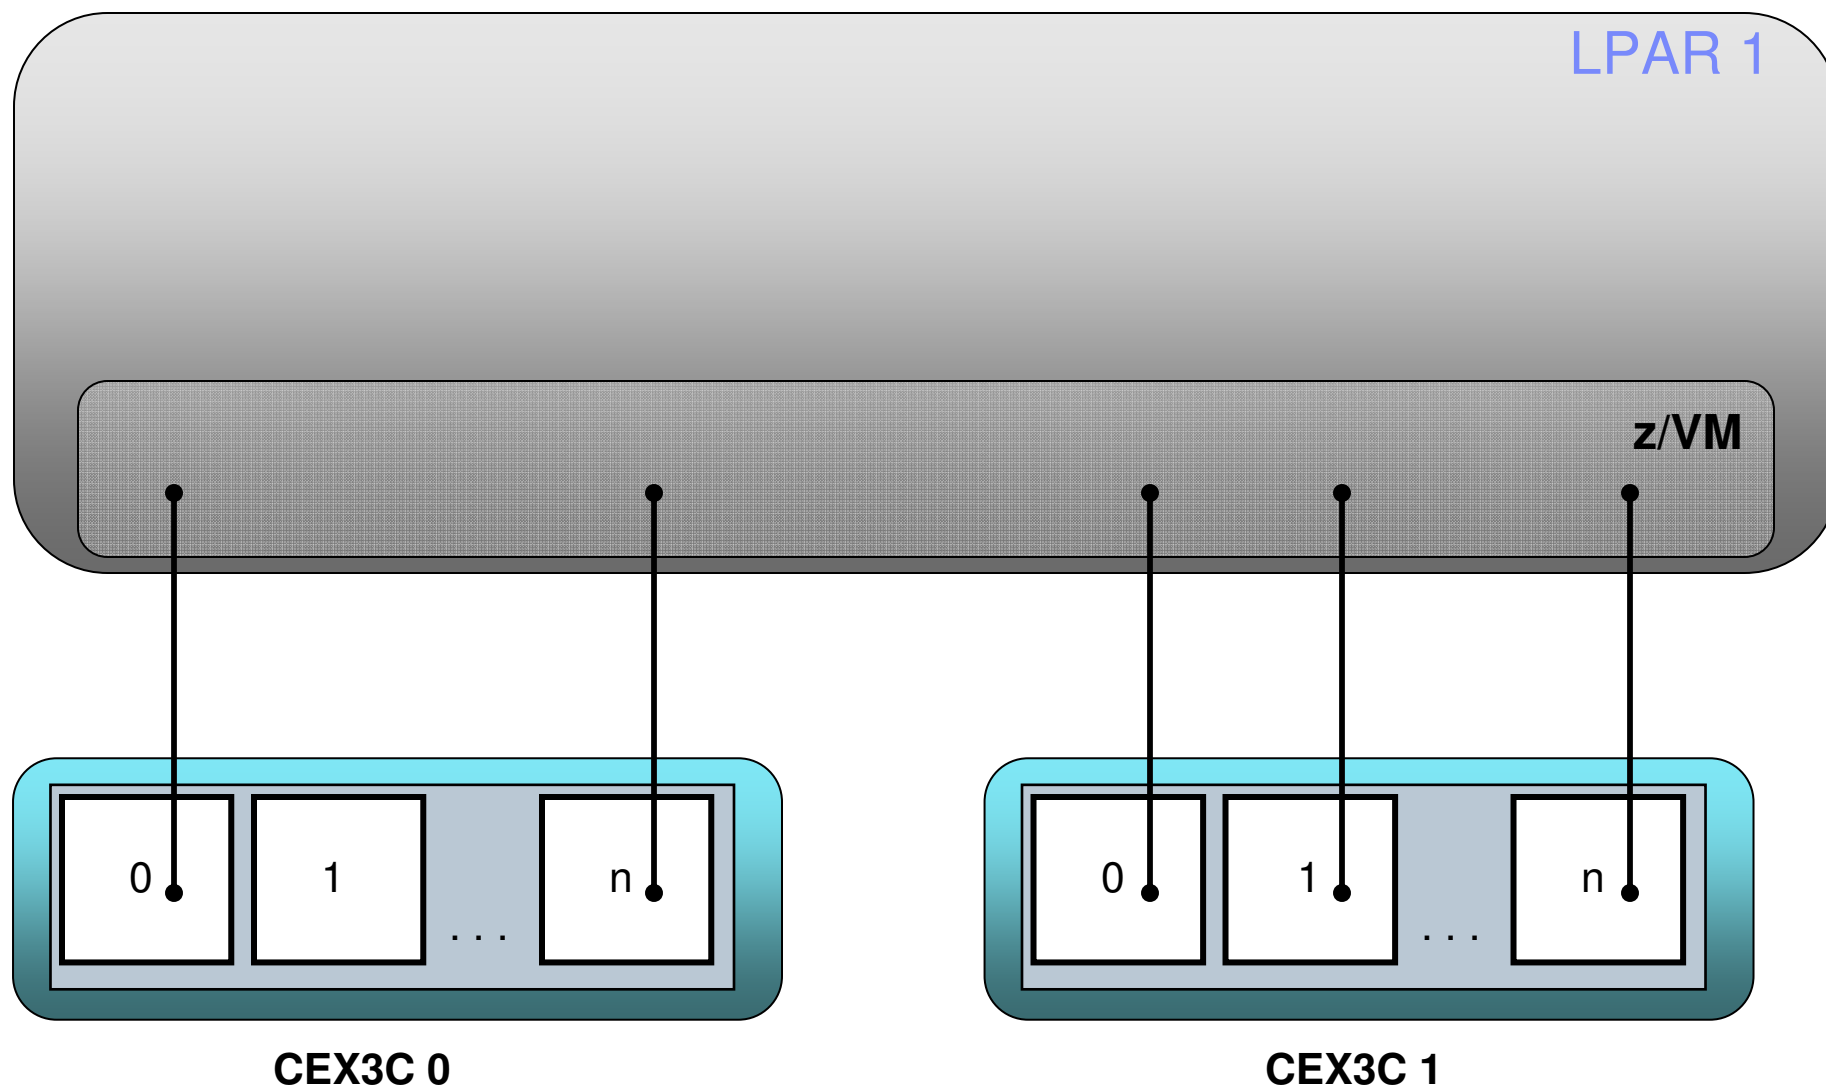 LPAR 1
z/VM
0 1 . . . n
0 1 . . . n
CEX3C 0
CEX3C 1